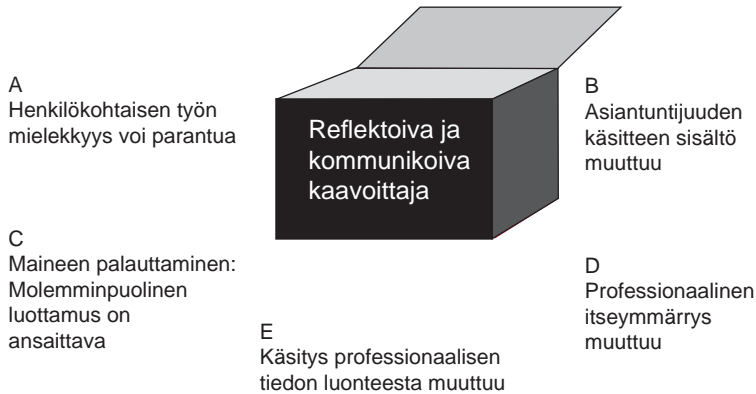 A
Henkilökohtaisen työn
mielekkyys voi parantua
Reflektoiva ja
kommunikoiva
kaavoittaja
B
Asiantuntijuuden
käsitteen sisältö
muuttuu
C
Maineen palauttaminen:
Molemminpuolinen
luottamus on
ansaittava
D
Professionaalinen
itseymmärrys
muuttuu
E
Käsitys professionaalisen
tiedon luonteesta muuttuu